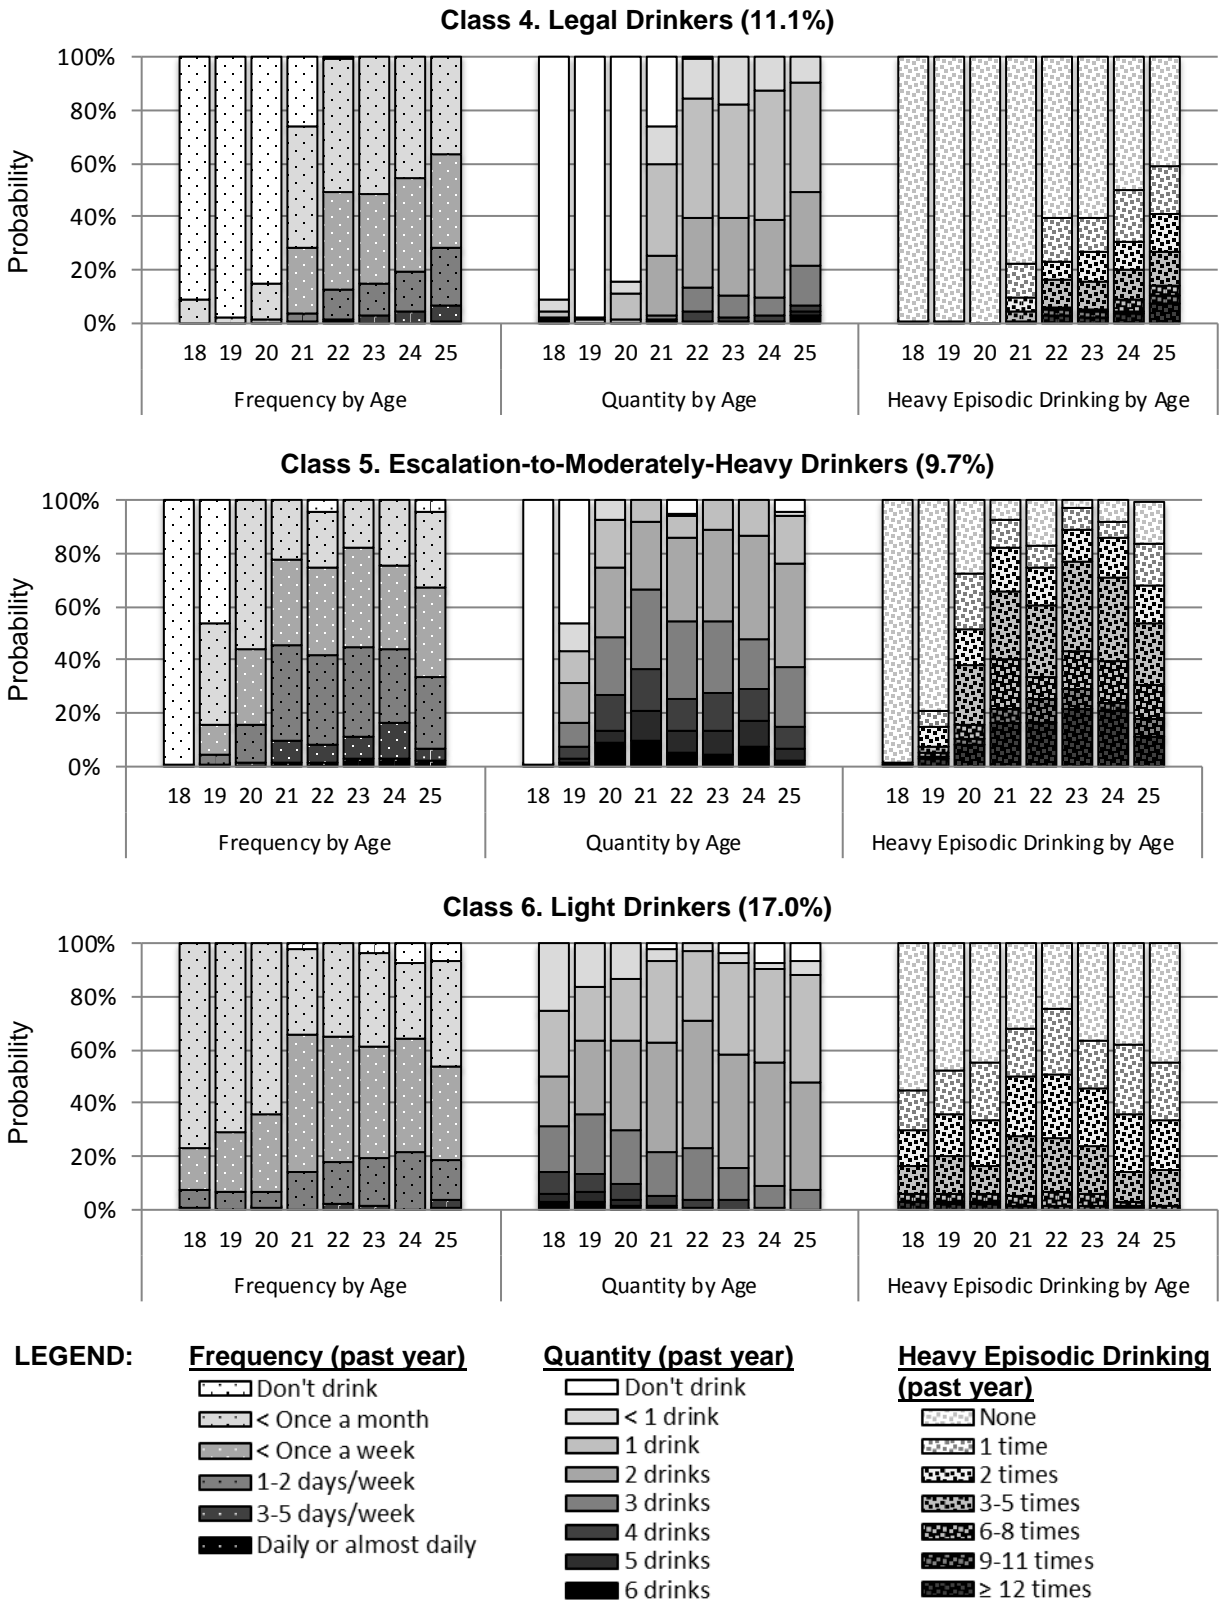 Class 4. Legal Drinkers (11.1%)
Probability
100%
80%
60%
40%
20%
0%
18 19 20 21 22 23 24 25 18 19 20 21 22 23 24 25 18 19 20 21 22 23 24 25
Frequency by Age Quantity by Age Heavy Episodic Drinking by Age
Class 5. Escalation-to-Moderately-Heavy Drinkers (9.7%)
Probability
100%
80%
60%
40%
20%
0%
18 19 20 21 22 23 24 25 18 19 20 21 22 23 24 25 18 19 20 21 22 23 24 25
Frequency by Age Quantity by Age Heavy Episodic Drinking by Age
Class 6. Light Drinkers (17.0%)
Probability
100%
80%
60%
40%
20%
0%
18 19 20 21 22 23 24 25 18 19 20 21 22 23 24 25 18 19 20 21 22 23 24 25
Frequency by Age Quantity by Age Heavy Episodic Drinking by Age
LEGEND:
Frequency (past year)
Don't drink
< Once a month
< Once a week
1-2 days/week
3-5 days/week
Daily or almost daily
Quantity (past year)
Don't drink
< 1 drink
1 drink
2 drinks
3 drinks
4 drinks
5 drinks
6 drinks
Heavy Episodic Drinking
(past year)
None
1 time
2 times
3-5 times
6-8 times
9-11 times
≥ 12 times